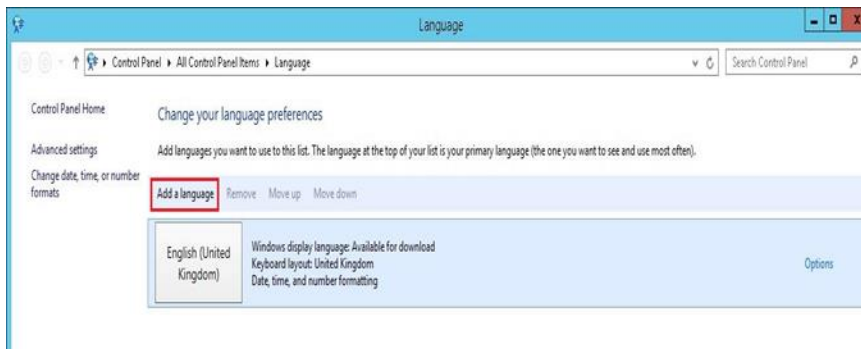 Language
Control Panel ▸ All Control Panel Items ▸ Language
Search Control Panel
Control Panel Home
Advanced settings
Change date, time, or number
formats
Change your language preferences
Add languages you want to use to this list. The language at the top of your list is your primary language (the one you want to see and use most often).
Add a language Remove Move up Move down
English (United
Kingdom)
Windows display language: Available for download
Keyboard layout: United Kingdom
Date, time, and number formatting
Options